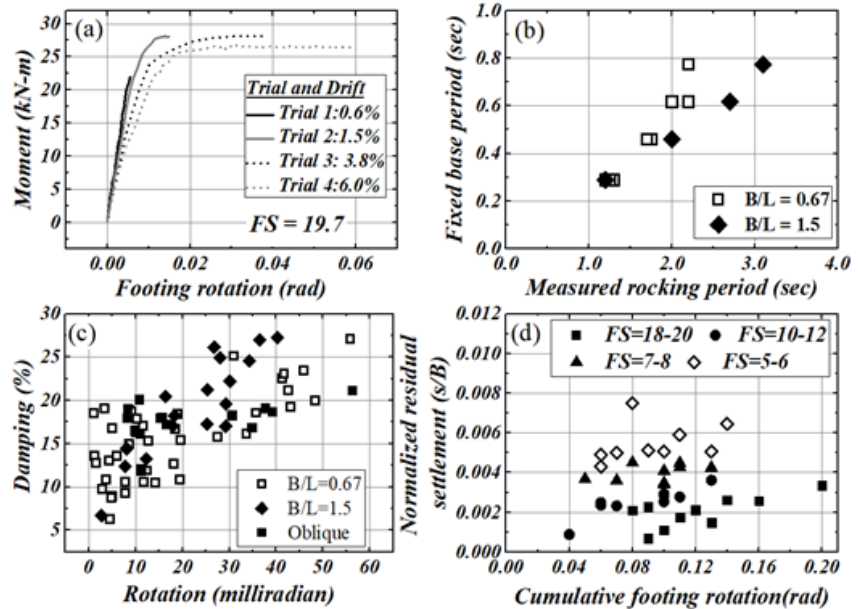 (a)
Moment (kN-m)
30
25
20
15
10
5
0
Trial and Drift
Trial 1:0.6%
Trial 2:1.5%
Trial 3: 3.8%
Trial 4:6.0%
FS = 19.7
0.00 0.02 0.04 0.06
Footing rotation (rad)
(b)
Fixed base period (sec)
1.0
0.8
0.6
0.4
0.2
0.0
B/L = 0.67
B/L = 1.5
0.0 1.0 2.0 3.0 4.0
Measured rocking period (sec)
(c)
Damping (%)
30
25
20
15
10
5
B/L=0.67
B/L=1.5
Oblique
0 10 20 30 40 50 60
Rotation (milliradian)
(d)
Normalized residual
settlement (s/B)
0.012
0.010
0.008
0.006
0.004
0.002
0.000
FS=18-20 FS=10-12
FS=7-8 FS=5-6
0.04 0.08 0.12 0.16 0.20
Cumulative footing rotation(rad)